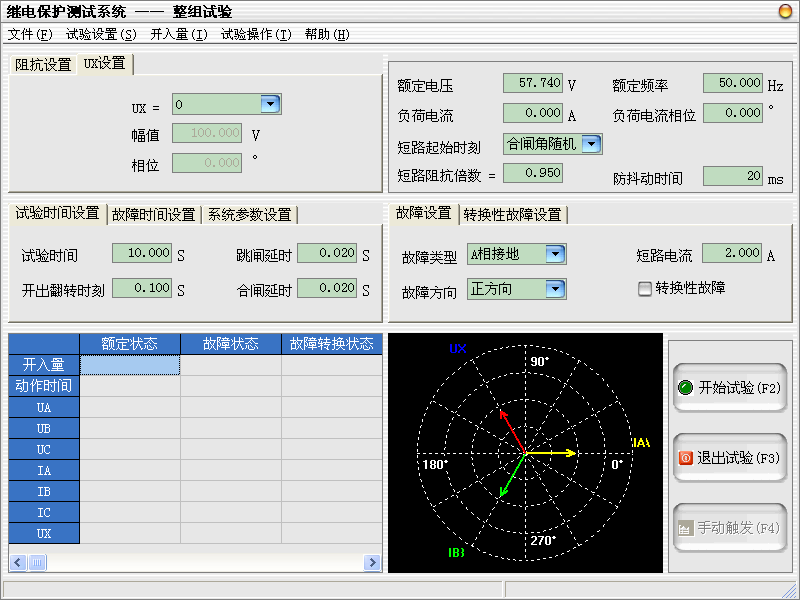 继电保护测试系统 —— 整组试验
文件(F) 试验设置(S) 开入量(I) 试验操作(T) 帮助(H)
阻抗设置 UX设置
UX = 0
幅值 100.000 V
相位 0.000 °
额定电压 57.740 V 额定频率 50.000 Hz
负荷电流 0.000 A 负荷电流相位 0.000 °
短路起始时刻 合闸角随机
短路阻抗倍数 = 0.950 防抖动时间 20 ms
试验时间设置 故障时间设置 系统参数设置
试验时间 10.000 S 跳闸延时 0.020 S
开出翻转时刻 0.100 S 合闸延时 0.020 S
故障设置 转换性故障设置
故障类型 A相接地 短路电流 2.000 A
故障方向 正方向 转换性故障
额定状态 故障状态 故障转换状态
开入量
动作时间
UA
UB
UC
IA
IB
IC
UX
UX
90°
IA
180° 0°
270°
IB
开始试验(F2)
退出试验(F3)
手动触发(F4)